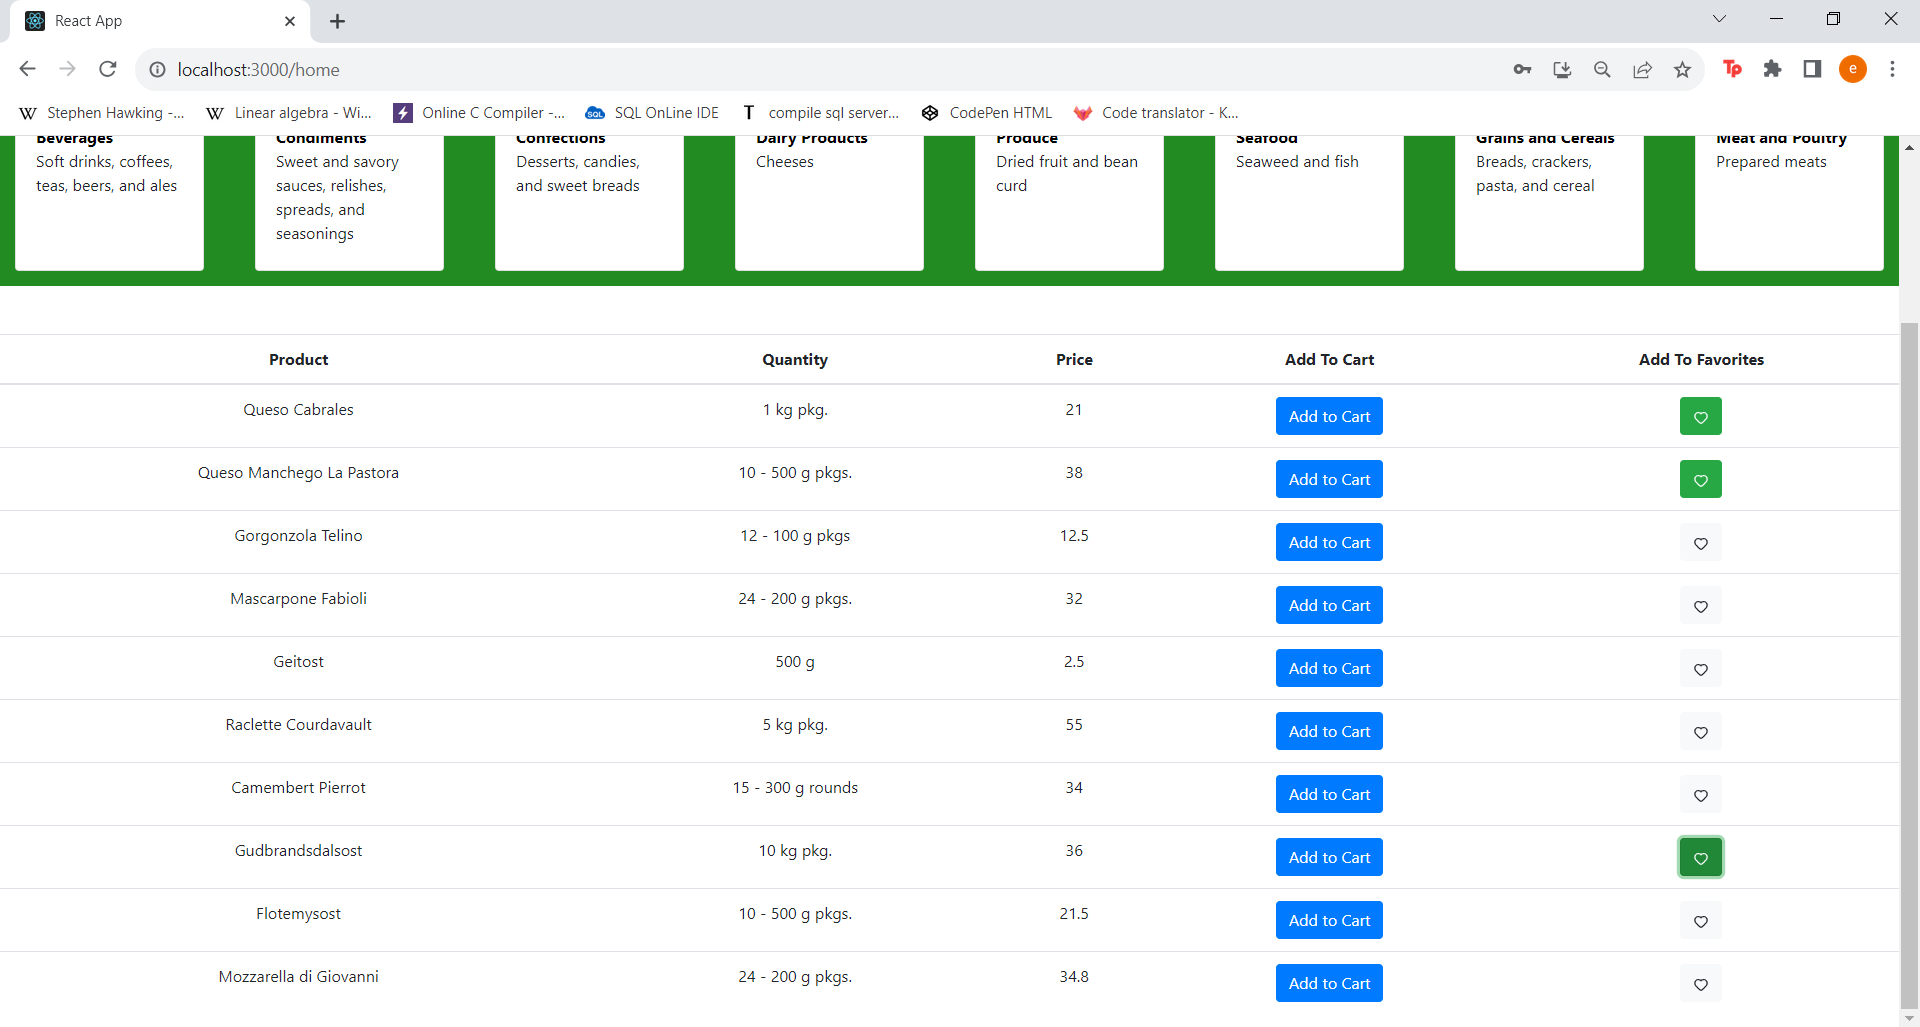 React App
localhost:3000/home
Tp
e
Stephen Hawking -...
Linear algebra - Wi...
Online C Compiler -...
SQL OnLine IDE
T compile sql server...
CodePen HTML
Code translator - K...
Beverages
Soft drinks, coffees,
teas, beers, and ales
Condiments
Sweet and savory
sauces, relishes,
spreads, and
seasonings
Confections
Desserts, candies,
and sweet breads
Dairy Products
Cheeses
Produce
Dried fruit and bean
curd
Seafood
Seaweed and fish
Grains and Cereals
Breads, crackers,
pasta, and cereal
Meat and Poultry
Prepared meats
Product Quantity Price Add To Cart Add To Favorites
Queso Cabrales 1 kg pkg. 21 Add to Cart
Queso Manchego La Pastora 10 - 500 g pkgs. 38 Add to Cart
Gorgonzola Telino 12 - 100 g pkgs 12.5 Add to Cart
Mascarpone Fabioli 24 - 200 g pkgs. 32 Add to Cart
Geitost 500 g 2.5 Add to Cart
Raclette Courdavault 5 kg pkg. 55 Add to Cart
Camembert Pierrot 15 - 300 g rounds 34 Add to Cart
Gudbrandsdalsost 10 kg pkg. 36 Add to Cart
Flotemysost 10 - 500 g pkgs. 21.5 Add to Cart
Mozzarella di Giovanni 24 - 200 g pkgs. 34.8 Add to Cart